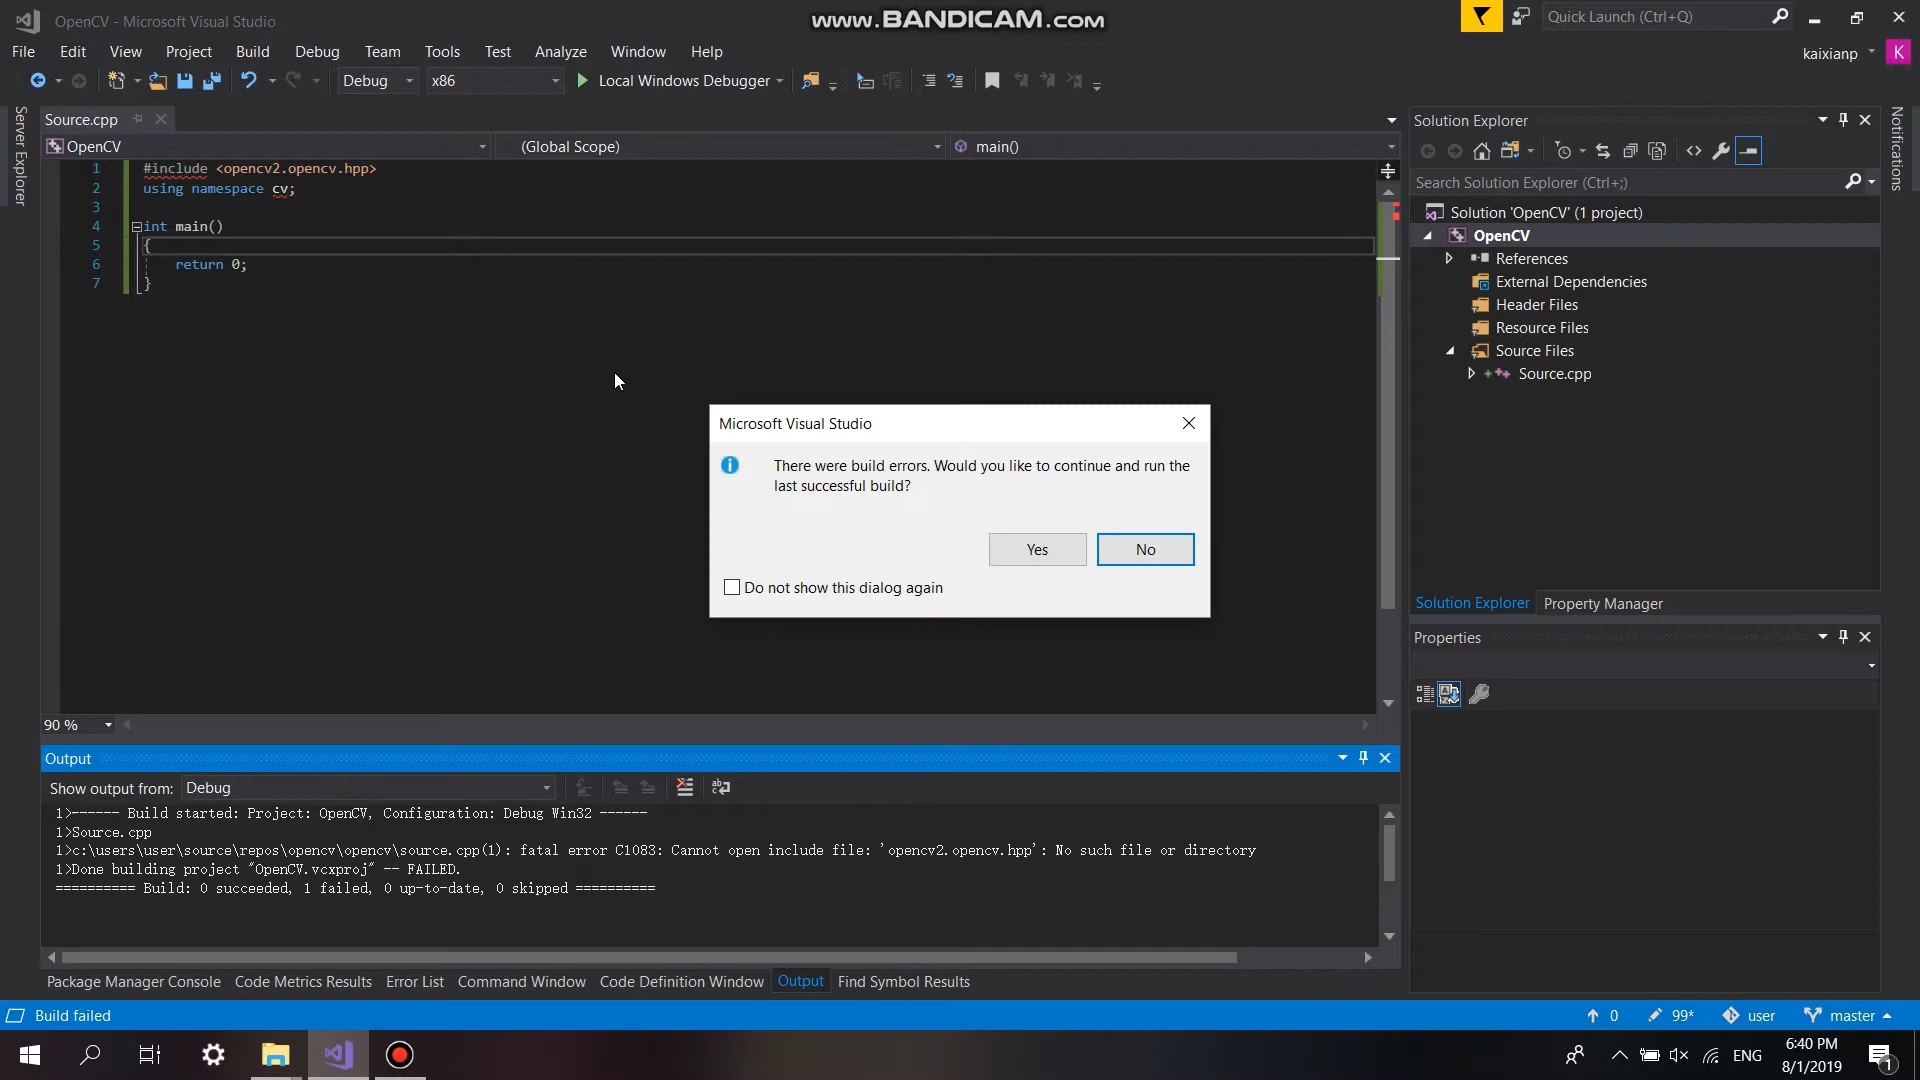 OpenCV - Microsoft Visual Studio
www.BANDICAM.com
Quick Launch (Ctrl+Q)
File Edit View Project Build Debug Team Tools Test Analyze Window Help
kaixianp K
Debug x86 Local Windows Debugger
Server Explorer
Source.cpp
OpenCV (Global Scope) main()
1 #include <opencv2.opencv.hpp>
2 using namespace cv;
3
4 int main()
5 {
6 return 0;
7 }
Solution Explorer
Search Solution Explorer (Ctrl+;)
Solution 'OpenCV' (1 project)
OpenCV
References
External Dependencies
Header Files
Resource Files
Source Files
Source.cpp
Notifications
Microsoft Visual Studio
There were build errors. Would you like to continue and run the
last successful build?
Yes No
Do not show this dialog again
Solution Explorer Property Manager
Properties
90 %
Output
Show output from: Debug
1>------ Build started: Project: OpenCV, Configuration: Debug Win32 ------
1>Source.cpp
1>c:\users\user\source\repos\opencv\opencv\source.cpp(1): fatal error C1083: Cannot open include file: 'opencv2.opencv.hpp': No such file or directory
1>Done building project "OpenCV.vcxproj" -- FAILED.
========== Build: 0 succeeded, 1 failed, 0 up-to-date, 0 skipped ==========
Package Manager Console Code Metrics Results Error List Command Window Code Definition Window Output Find Symbol Results
Build failed
0 99* user master
ENG
6:40 PM
8/1/2019
1